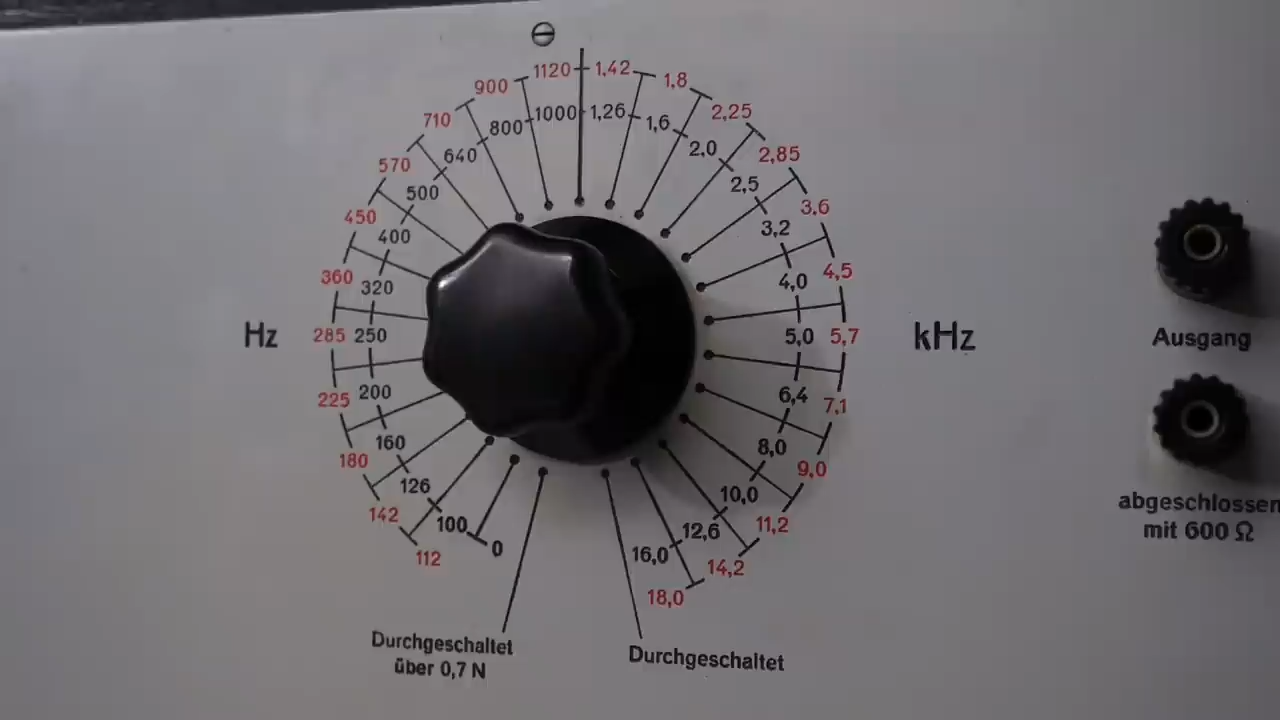 1120 1,42
900 1,8
1000 1,26
710 800 1,6 2,25
570 640 2,0 2,85
500 2,5
450 400 3,2 3,6
360 320 4,0 4,5
Hz 285 250 5,0 5,7 kHz
225 200 6,4 7,1
180 160 8,0 9,0
142 126 10,0 11,2
112 100 0 16,0 12,6 14,2
18,0
Durchgeschaltet
über 0,7 N
Durchgeschaltet
Ausgang
abgeschlossen
mit 600 Ω